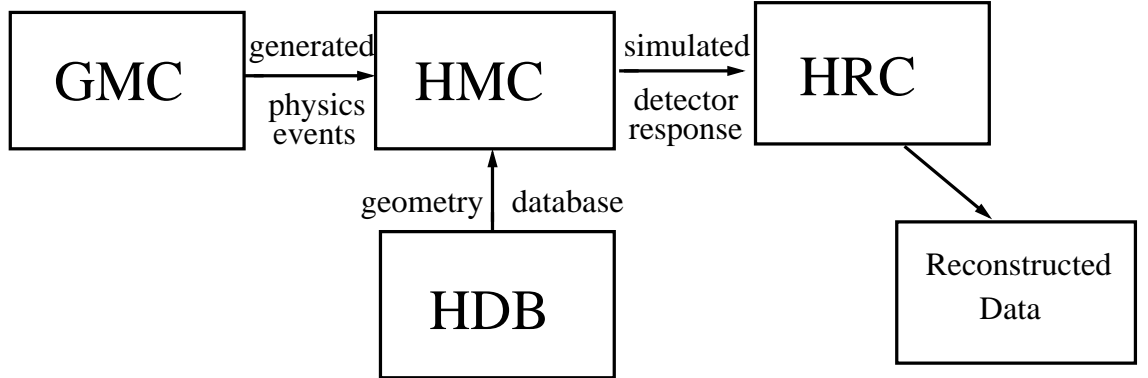 GMC
generated
physics
events
HMC
simulated
detector
response
HRC
geometry database
HDB
Reconstructed
Data